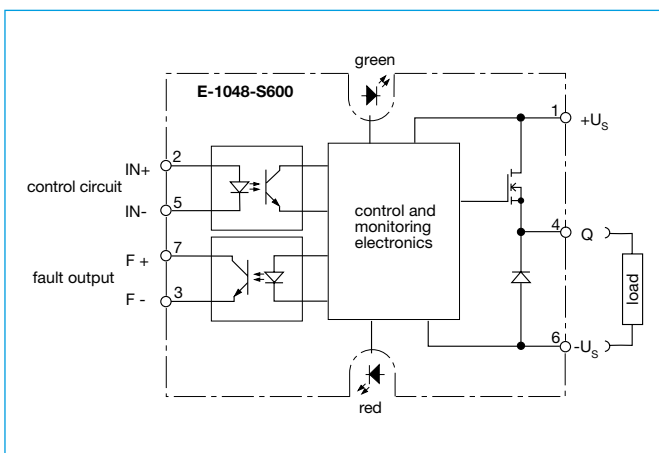 green
E-1048-S600
1
+US
2
IN+
control circuit
5
IN-
control and
monitoring
electronics
4
Q
7
F +
fault output
3
F -
load
6
-US
red